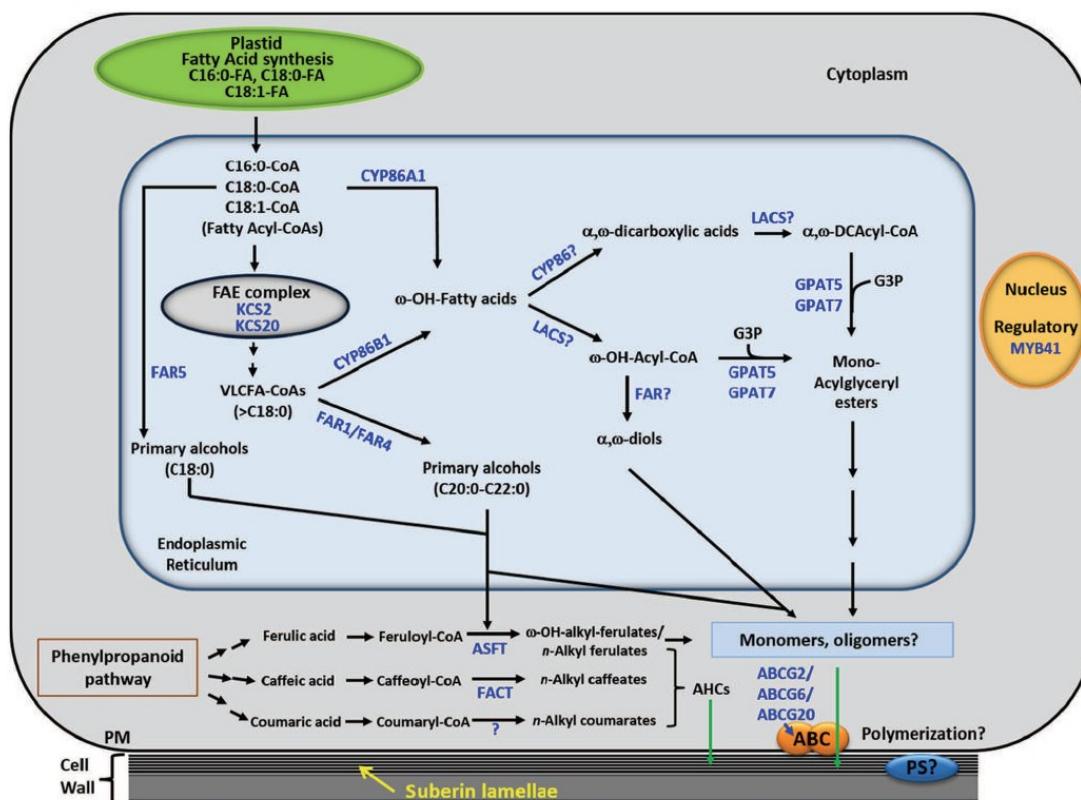 Plastid
Fatty Acid synthesis
C16:0-FA, C18:0-FA
C18:1-FA
Cytoplasm
C16:0-CoA
C18:0-CoA
C18:1-CoA
(Fatty Acyl-CoAs)
CYP86A1
FAE complex
KCS2
KCS20
FAR5
VLCFA-CoAs
(>C18:0)
CYP86B1
FAR1/FAR4
Primary alcohols
(C18:0)
Primary alcohols
(C20:0-C22:0)
ω-OH-Fatty acids
CYP86?
α,ω-dicarboxylic acids
LACS?
α,ω-DCAcyl-CoA
GPAT5
GPAT7
G3P
LACS?
ω-OH-Acyl-CoA
G3P
GPAT5
GPAT7
Mono-
Acylglyceryl
esters
FAR?
α,ω-diols
Nucleus
Regulatory
MYB41
Endoplasmic
Reticulum
Phenylpropanoid
pathway
Ferulic acid
Feruloyl-CoA
ASFT
ω-OH-alkyl-ferulates/
n-Alkyl ferulates
Caffeic acid
Caffeoyl-CoA
FACT
n-Alkyl caffeates
Coumaric acid
Coumaryl-CoA
?
n-Alkyl coumarates
AHCs
Monomers, oligomers?
ABCG2/
ABCG6/
ABCG20
ABC
Polymerization?
PS?
PM
Cell
Wall
Suberin lamellae